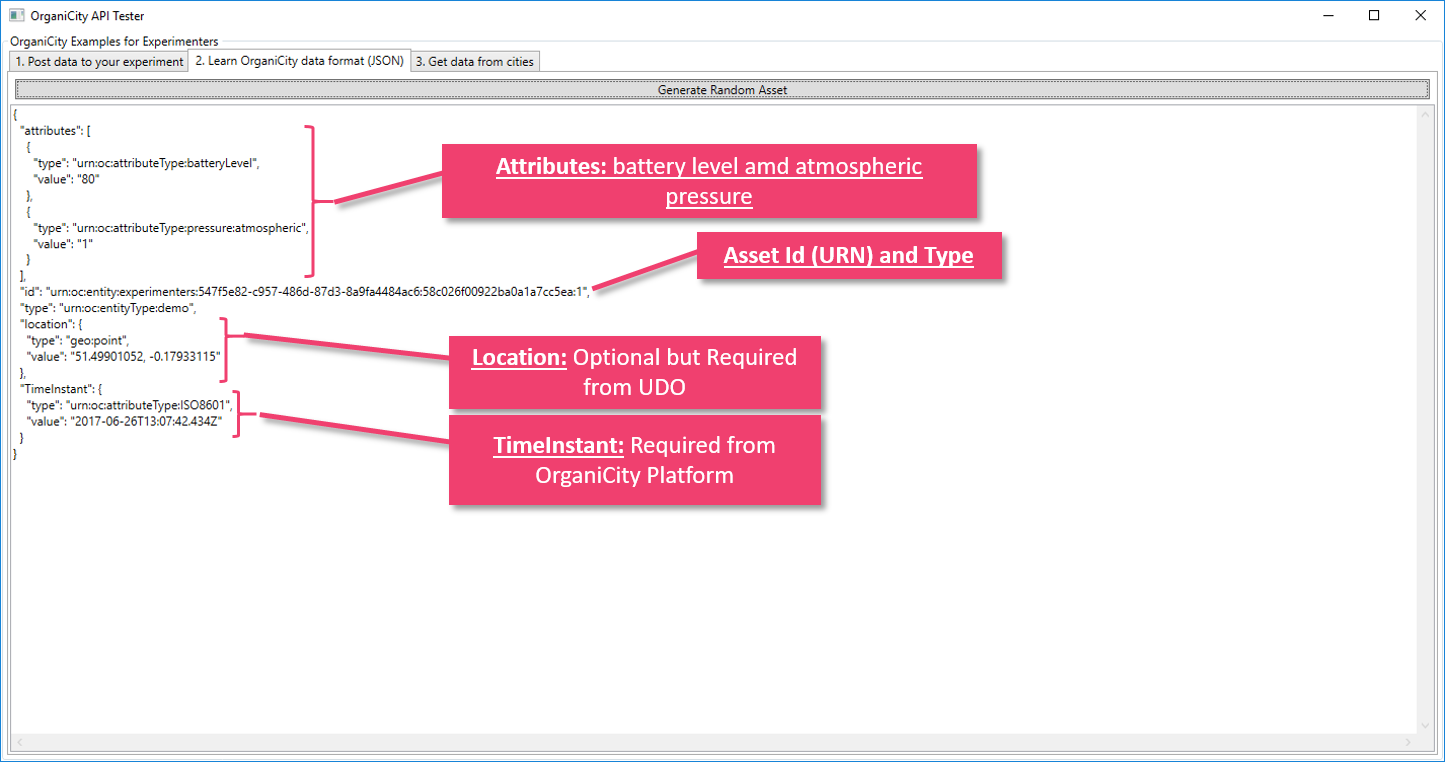 OrganiCity API Tester
OrganiCity Examples for Experimenters
1. Post data to your experiment
2. Learn OrganiCity data format (JSON)
3. Get data from cities
Generate Random Asset
{
"attributes": [
{
"type": "urn:oc:attributeType:batteryLevel",
"value": "80"
},
{
"type": "urn:oc:attributeType:pressure:atmospheric",
"value": "1"
}
],
"id": "urn:oc:entity:experimenters:547f5e82-c957-486d-87d3-8a9fa4484ac6:58c026f00922ba0a1a7cc5ea:1",
"type": "urn:oc:entityType:demo",
"location": {
"type": "geo:point",
"value": "51.49901052, -0.17933115"
},
"TimeInstant": {
"type": "urn:oc:attributeType:ISO8601",
"value": "2017-06-26T13:07:42.434Z"
}
}
Attributes: battery level amd atmospheric
pressure
Asset Id (URN) and Type
Location: Optional but Required
from UDO
TimeInstant: Required from
OrganiCity Platform